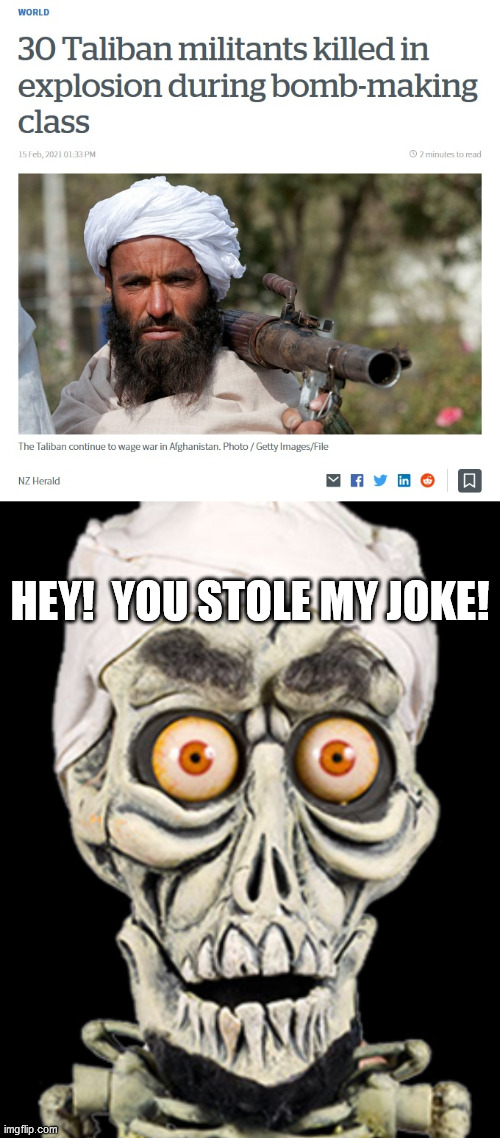 WORLD
30 Taliban militants killed in
explosion during bomb-making
class
15 Feb, 2021 01:33 PM
2 minutes to read
The Taliban continue to wage war in Afghanistan. Photo / Getty Images/File
NZ Herald
HEY!  YOU STOLE MY JOKE!
imgflip.com